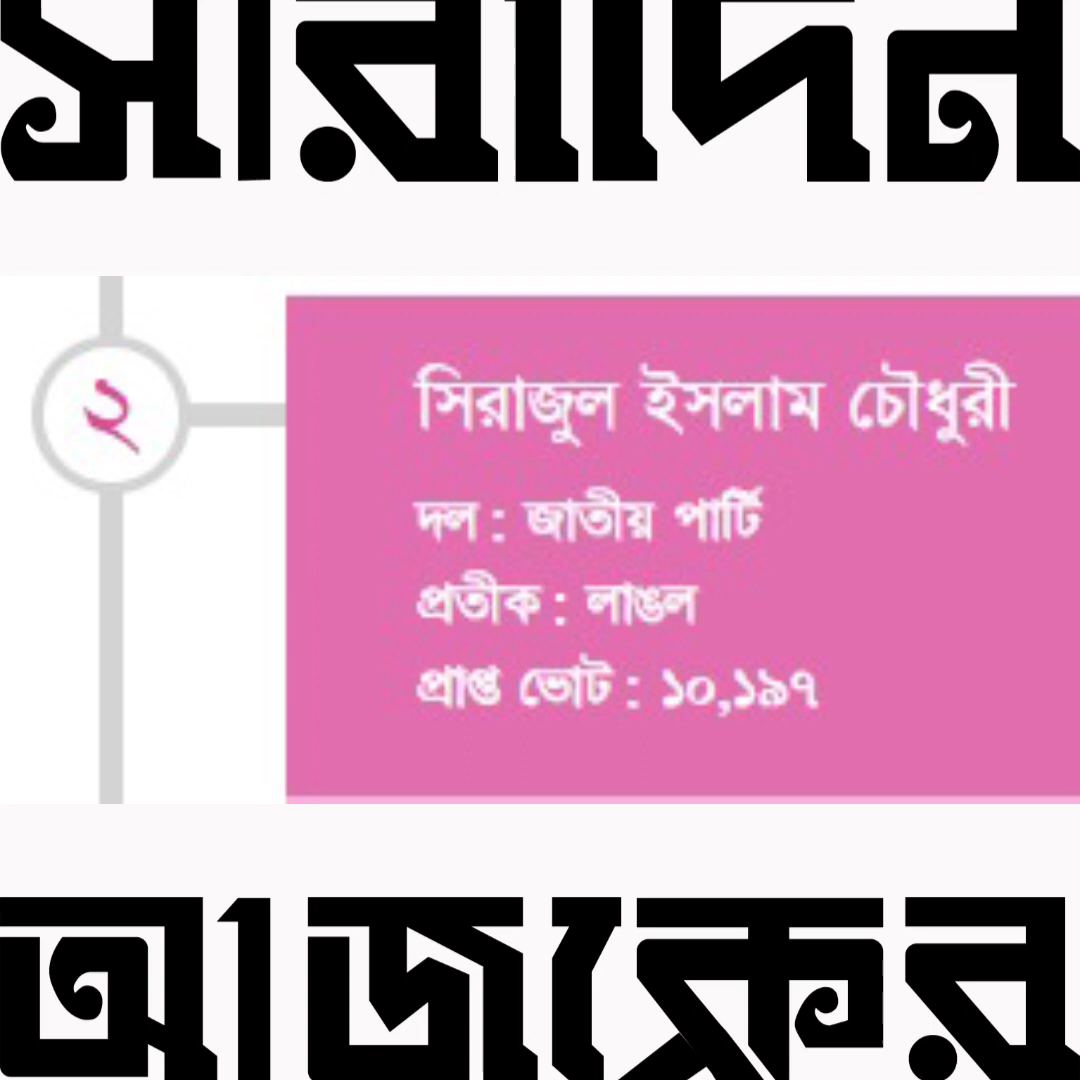 সারাদিন
২
সিরাজুল ইসলাম চৌধুরী
দল : জাতীয় পার্টি
প্রতীক : লাঙল
প্রাপ্ত ভোট : ১০,১৯৭
আজকের